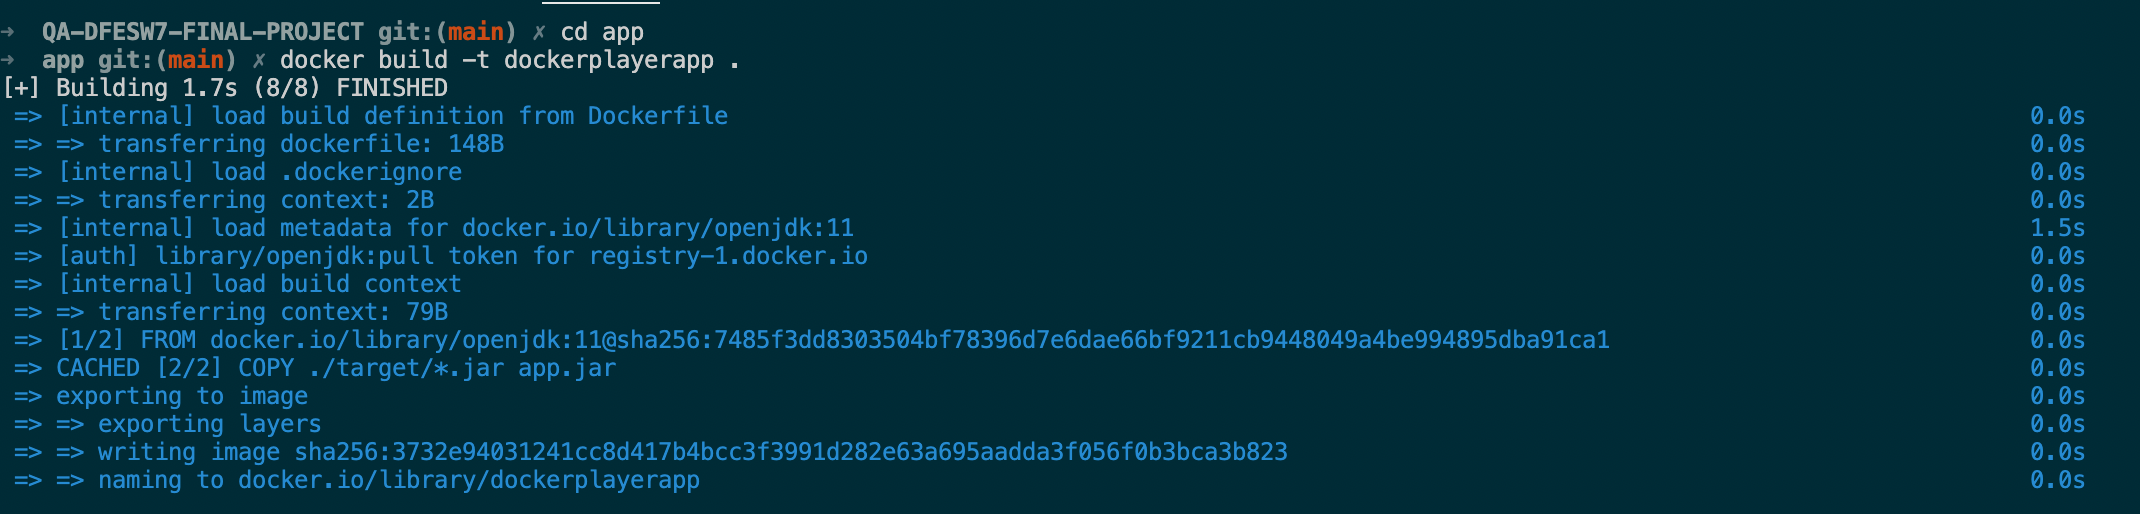 ➜  QA-DFESW7-FINAL-PROJECT git:(main) ✗ cd app
➜  app git:(main) ✗ docker build -t dockerplayerapp .
[+] Building 1.7s (8/8) FINISHED
=> [internal] load build definition from Dockerfile 0.0s
=> => transferring dockerfile: 148B 0.0s
=> [internal] load .dockerignore 0.0s
=> => transferring context: 2B 0.0s
=> [internal] load metadata for docker.io/library/openjdk:11 1.5s
=> [auth] library/openjdk:pull token for registry-1.docker.io 0.0s
=> [internal] load build context 0.0s
=> => transferring context: 79B 0.0s
=> [1/2] FROM docker.io/library/openjdk:11@sha256:7485f3dd8303504bf78396d7e6dae66bf9211cb9448049a4be994895dba91ca1 0.0s
=> CACHED [2/2] COPY ./target/*.jar app.jar 0.0s
=> exporting to image 0.0s
=> => exporting layers 0.0s
=> => writing image sha256:3732e94031241cc8d417b4bcc3f3991d282e63a695aadda3f056f0b3bca3b823 0.0s
=> => naming to docker.io/library/dockerplayerapp 0.0s